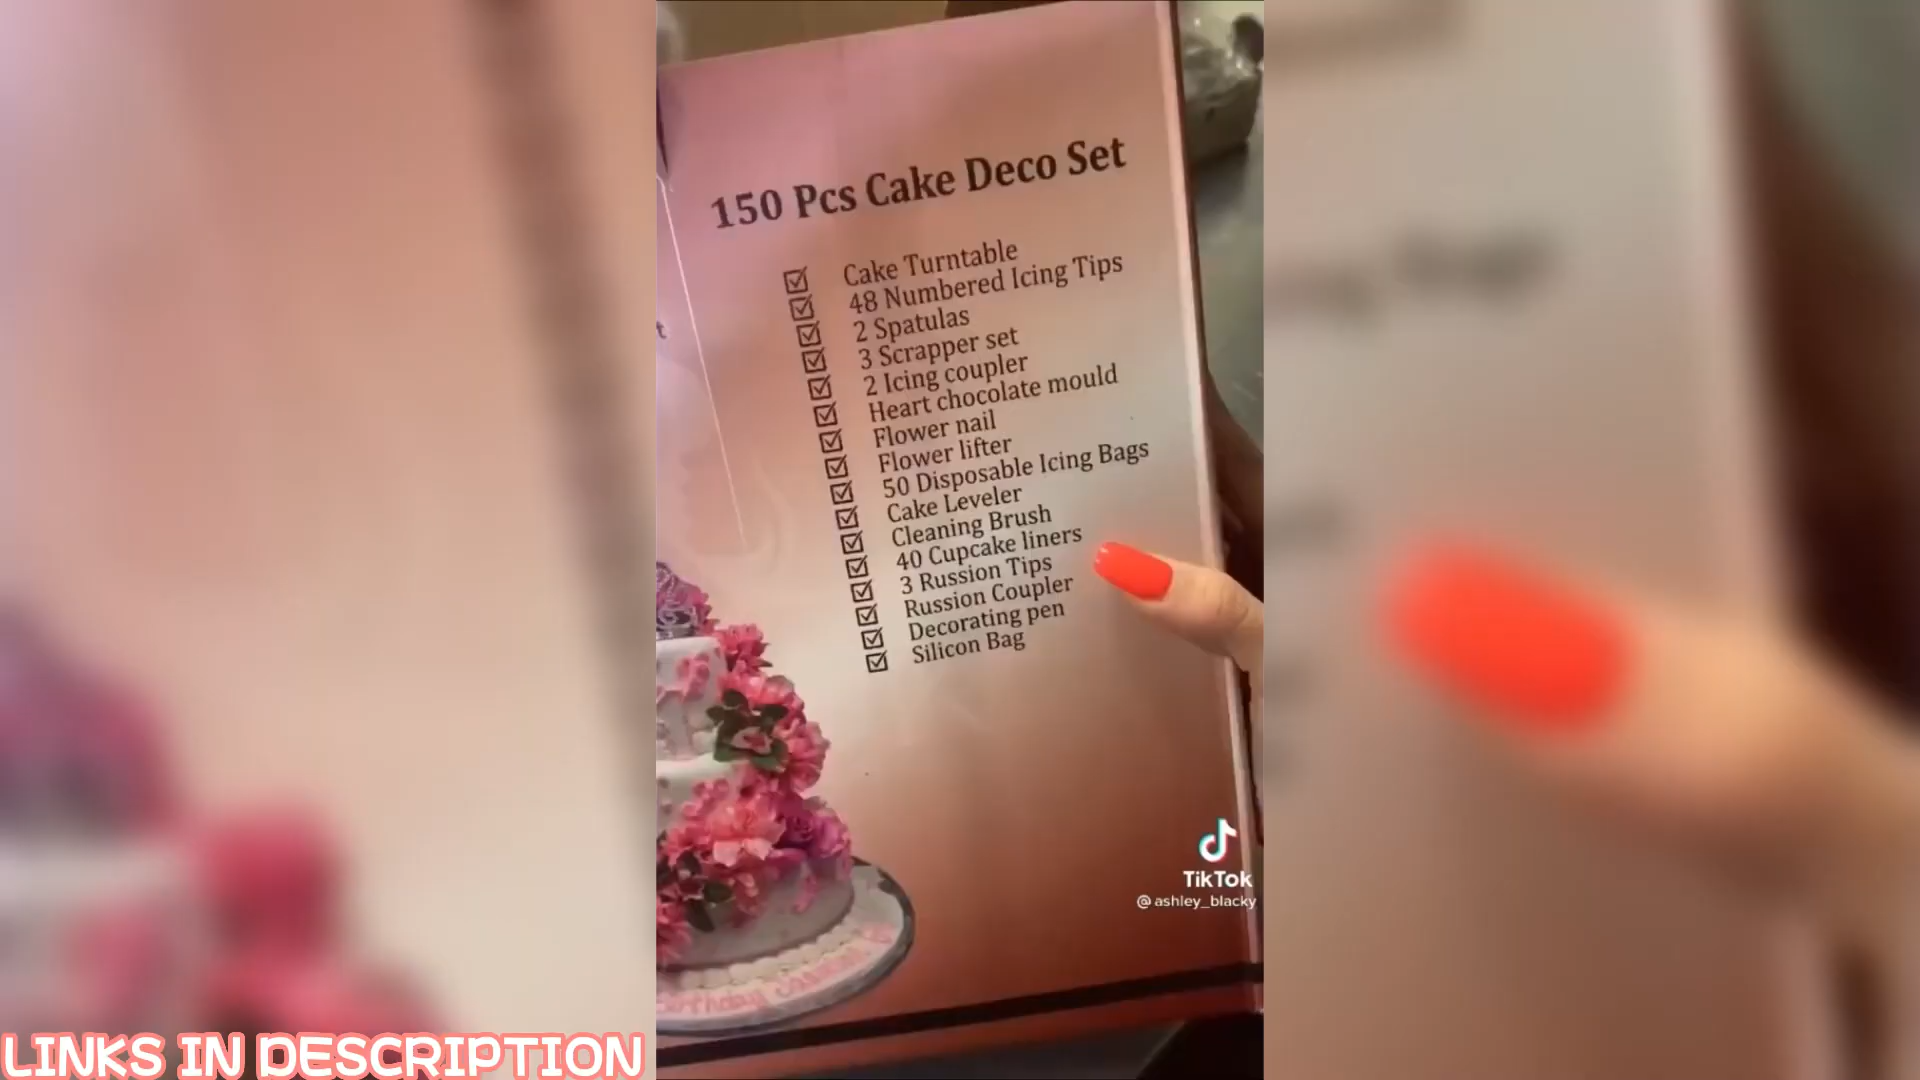 150 Pcs Cake Deco Set
Cake Turntable
48 Numbered Icing Tips
2 Spatulas
3 Scrapper set
2 Icing coupler
Heart chocolate mould
Flower nail
Flower lifter
50 Disposable Icing Bags
Cake Leveler
Cleaning Brush
40 Cupcake liners
3 Russion Tips
Russion Coupler
Decorating pen
Silicon Bag
t
TikTok
@ashley_blacky
LINKS IN DESCRIPTION